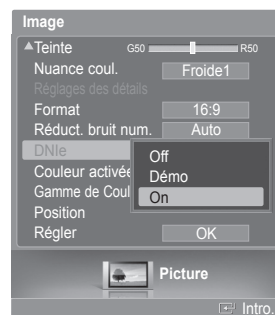 Image
▲Teinte G50 R50
Nuance coul. Froide1
Réglages des détails
Format 16:9
Réduct. bruit num. Auto
DNIe Off
Démo
Couleur activée
On
Gamme de Coul
Position
Régler OK
Picture
Intro.